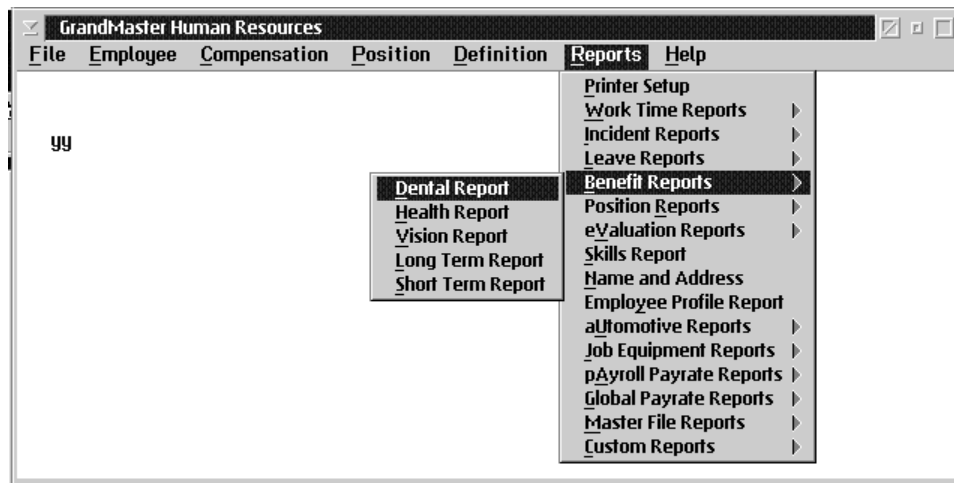 GrandMaster Human Resources
File Employee Compensation Position Definition Reports Help
yy
Printer Setup
Work Time Reports
Incident Reports
Leave Reports
Benefit Reports
Position Reports
eValuation Reports
Skills Report
Name and Address
Employee Profile Report
aUtomotive Reports
Job Equipment Reports
pAyroll Payrate Reports
Global Payrate Reports
Master File Reports
Custom Reports
Dental Report
Health Report
Vision Report
Long Term Report
Short Term Report